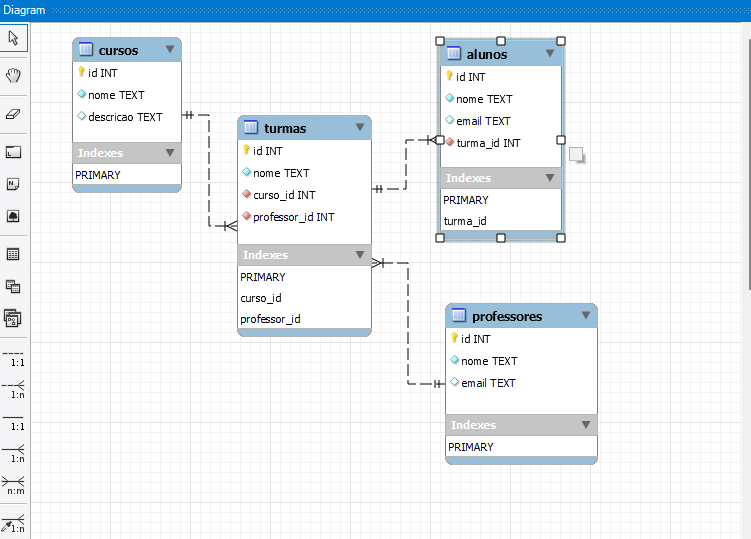 Diagram
cursos
id INT
nome TEXT
descricao TEXT
Indexes
PRIMARY
turmas
id INT
nome TEXT
curso_id INT
professor_id INT
Indexes
PRIMARY
curso_id
professor_id
alunos
id INT
nome TEXT
email TEXT
turma_id INT
Indexes
PRIMARY
turma_id
professores
id INT
nome TEXT
email TEXT
Indexes
PRIMARY
1:1
1:n
1:1
1:n
n:m
1:n